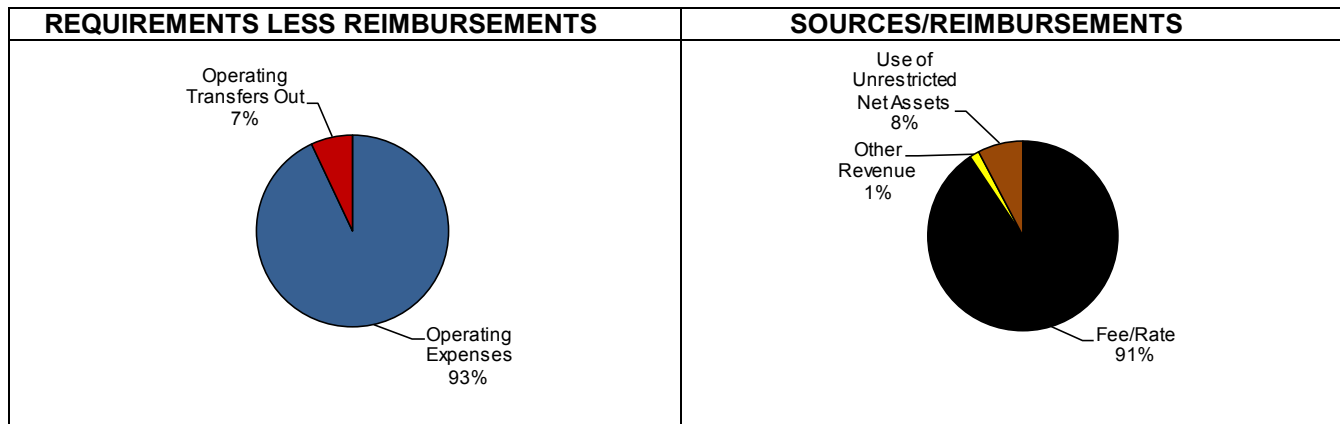 REQUIREMENTS LESS REIMBURSEMENTS
Operating
Transfers Out
7%
Operating
Expenses
93%
SOURCES/REIMBURSEMENTS
Use of
Unrestricted
Net Assets
8%
Other
Revenue
1%
Fee/Rate
91%